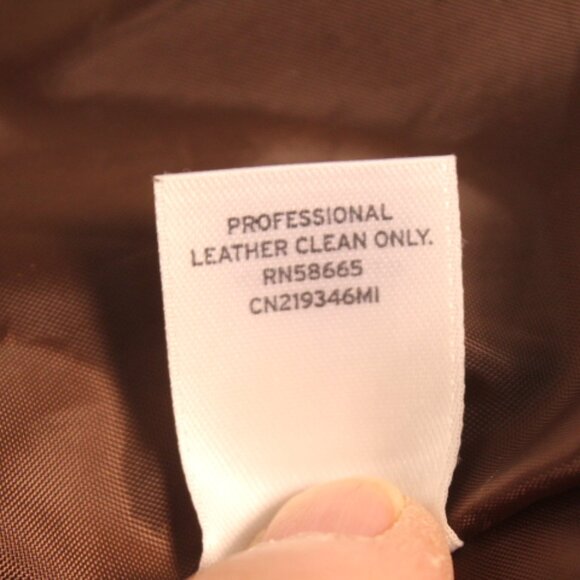 PROFESSIONAL
LEATHER CLEAN ONLY.
RN58665
CN219346MI